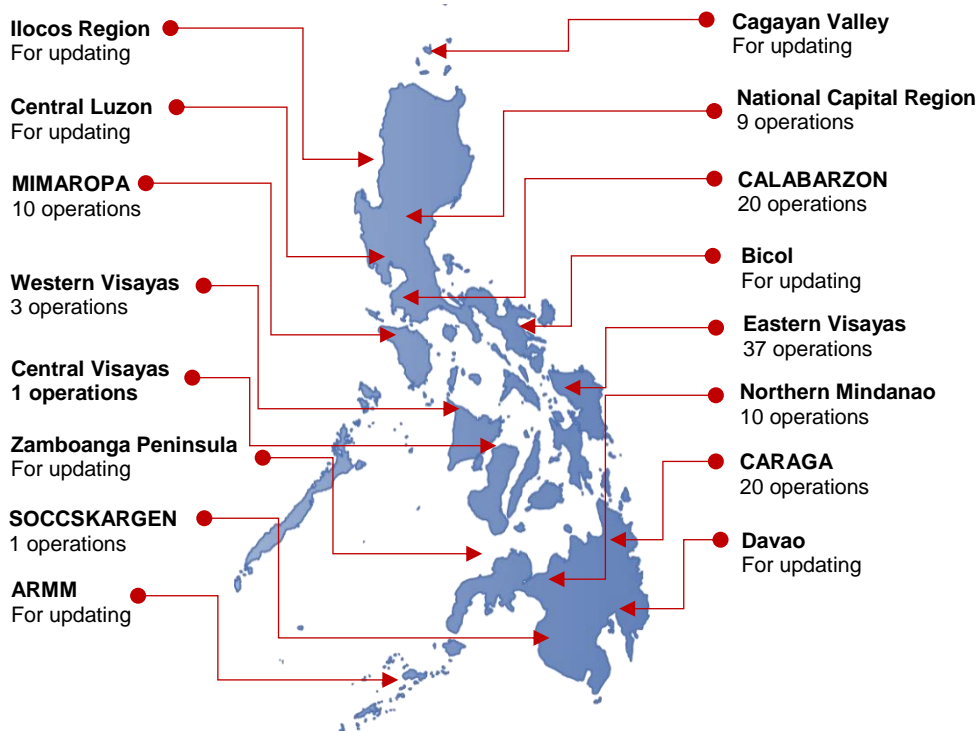 Ilocos Region
For updating
Central Luzon
For updating
MIMAROPA
10 operations
Western Visayas
3 operations
Central Visayas
1 operations
Zamboanga Peninsula
For updating
SOCCSKARGEN
1 operations
ARMM
For updating
Cagayan Valley
For updating
National Capital Region
9 operations
CALABARZON
20 operations
Bicol
For updating
Eastern Visayas
37 operations
Northern Mindanao
10 operations
CARAGA
20 operations
Davao
For updating